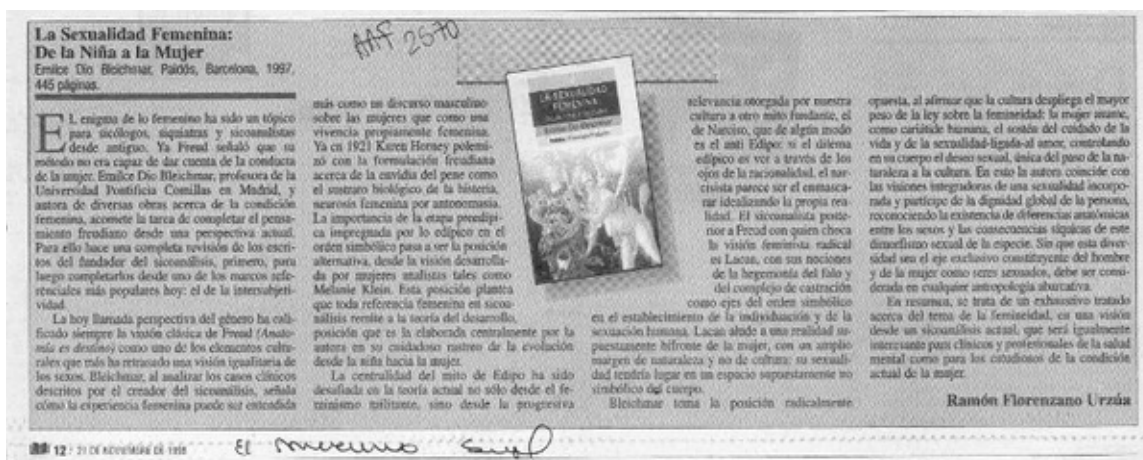 La Sexualidad Femenina:
De la Niña a la Mujer
Emilce Dio Bleichmar, Paidós, Barcelona, 1997,
445 páginas.
AAF 2570
EL enigma de lo femenino ha sido un tópico
para sicólogos, siquiatras y sicoanalistas
desde antiguo. Ya Freud señaló que su
método no era capaz de dar cuenta de la conducta
de la mujer. Emilce Dio Bleichmar, profesora de la
Universidad Pontificia Comillas en Madrid, y
autora de diversas obras acerca de la condición
femenina, acomete la tarea de completar el pensa-
miento freudiano desde una perspectiva actual.
Para ello hace una completa revisión de los escri-
tos del fundador del sicoanálisis, primero, para
luego completarlos desde uno de los marcos refe-
renciales más populares hoy: el de la intersubjeti-
vidad.
La hoy llamada perspectiva del género ha cali-
ficado siempre la visión clásica de Freud (Anato-
mía es destino) como uno de los elementos cultu-
rales que más ha retrasado una visión igualitaria de
los sexos. Bleichmar, al analizar los casos clínicos
descritos por el creador del sicoanálisis, señala
cómo la experiencia femenina puede ser entendida
más como un discurso masculino
sobre las mujeres que como una
vivencia propiamente femenina.
Ya en 1921 Karen Horney polemi-
zó con la formulación freudiana
acerca de la envidia del pene como
el sustrato biológico de la histeria,
neurosis femenina por antonomasia.
La importancia de la etapa preedípi-
ca impregnada por lo edípico en el
orden simbólico pasa a ser la posición
alternativa, desde la visión desarrolla-
da por mujeres analistas tales como
Melanie Klein. Esta posición plantea
que toda referencia femenina en sicoa-
nálisis remite a la teoría del desarrollo,
posición que es la elaborada centralmente por la
autora en su cuidadoso rastreo de la evolución
desde la niña hacia la mujer.
La centralidad del mito de Edipo ha sido
desafiada en la teoría actual no sólo desde el fe-
minismo militante, sino desde la progresiva
LA SEXUALIDAD
FEMENINA
relevancia otorgada por nuestra
cultura a otro mito fundante, el
de Narciso, que de algún modo
es el anti Edipo: si el dilema
edípico es ver a través de los
ojos de la racionalidad, el nar-
cisista parece ser el enmasca-
rar idealizando la propia rea-
lidad. El sicoanalista poste-
rior a Freud con quien choca
la visión feminista radical
es Lacan, con sus nociones
de la hegemonía del falo y
del complejo de castración
como ejes del orden simbólico
en el establecimiento de la individuación y de la
sexuación humana. Lacan alude a una realidad su-
puestamente bifronte de la mujer, con un amplio
margen de naturaleza y no de cultura: su sexuali-
dad tendría lugar en un espacio supuestamente no
simbólico del cuerpo.
Bleichmar toma la posición radicalmente
opuesta, al afirmar que la cultura despliega el mayor
peso de la ley sobre la femineidad: la mujer asume,
como cariátide humana, el sostén del cuidado de la
vida y de la sexualidad-ligada-al amor, controlando
en su cuerpo el deseo sexual, única del paso de la na-
turaleza a la cultura. En esto la autora coincide con
las visiones integradoras de una sexualidad incorpo-
rada y partícipe de la dignidad global de la persona,
reconociendo la existencia de diferencias anatómicas
entre los sexos y las consecuencias síquicas de este
dimorfismo sexual de la especie. Sin que esta diver-
sidad sea el eje exclusivo constituyente del hombre
y de la mujer como seres sexuados, debe ser consi-
derada en cualquier antropología abarcativa.
En resumen, se trata de un exhaustivo tratado
acerca del tema de la femineidad, en una visión
desde un sicoanálisis actual, que será igualmente
interesante para clínicos y profesionales de la salud
mental como para los estudiosos de la condición
actual de la mujer.
Ramón Florenzano Urzúa
12 / 21 DE NOVIEMBRE DE 1998
El mercurio